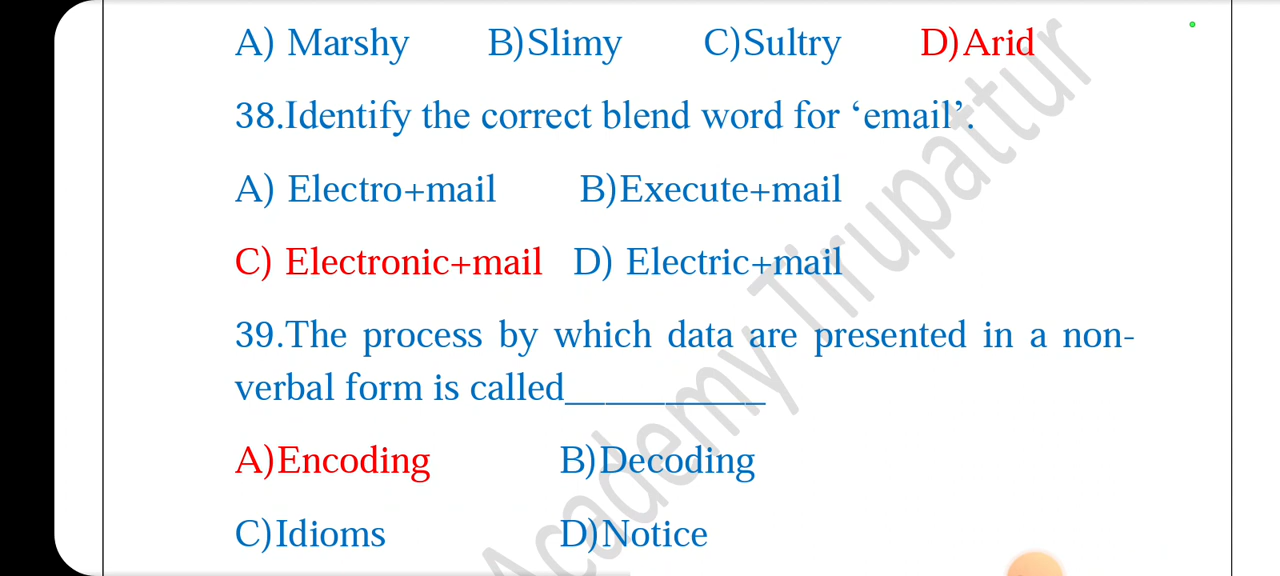 A) Marshy B)Slimy C)Sultry D)Arid
38.Identify the correct blend word for ‘email’.
A) Electro+mail B)Execute+mail
C) Electronic+mail D) Electric+mail
39.The process by which data are presented in a non-
verbal form is called__________
A)Encoding B)Decoding
C)Idioms D)Notice
Academy Tirupattur